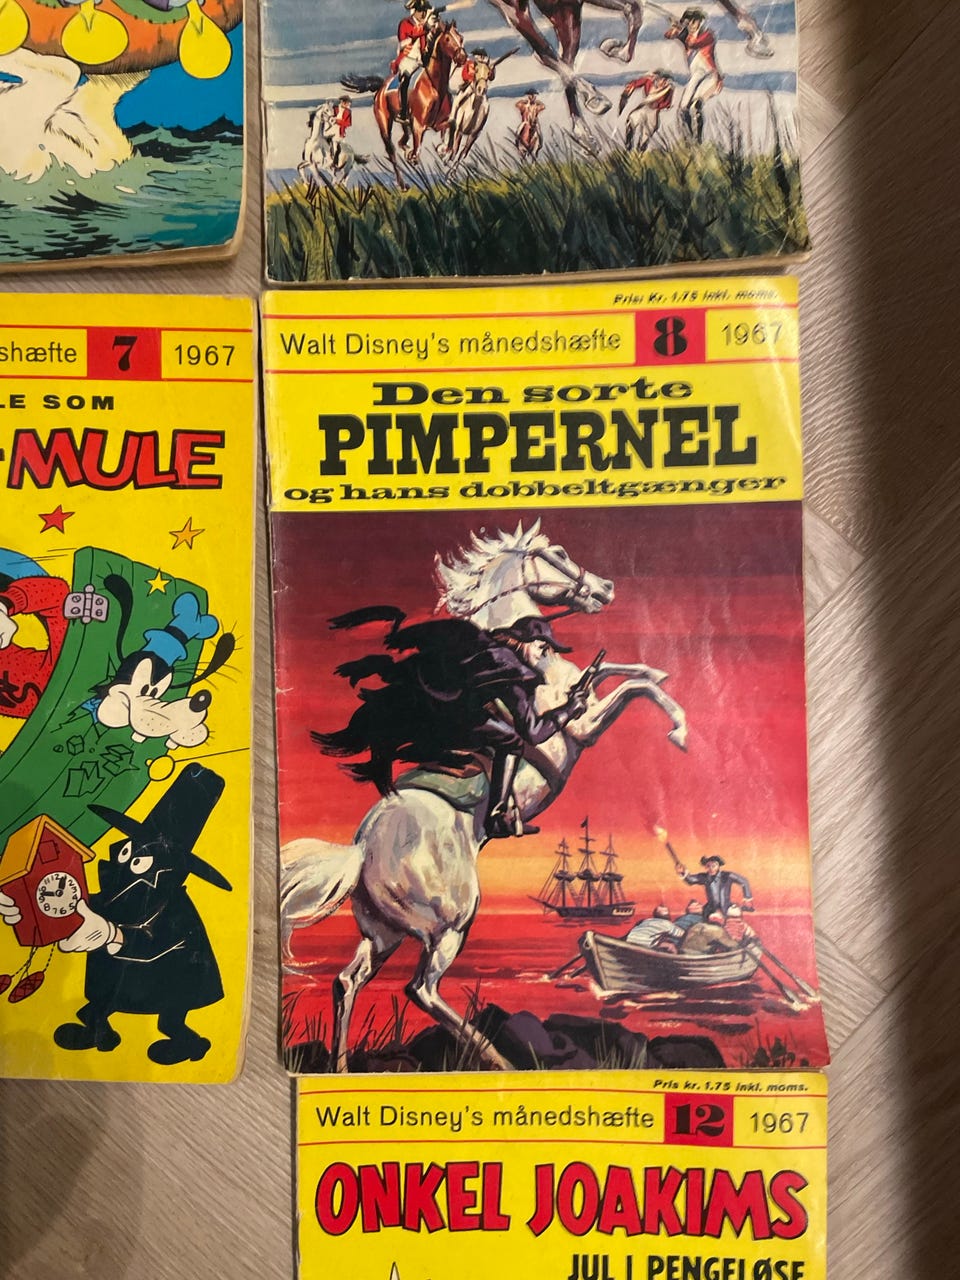 shæfte 7 1967
LE SOM
MULE
Pris: Kr. 1.75 inkl. moms.
Walt Disney's månedshæfte 8 1967
Den sorte
PIMPERNEL
og hans dobbeltgænger
Pris kr. 1.75 inkl. moms.
Walt Disney's månedshæfte 12 1967
ONKEL JOAKIMS
JUL I PENGELØSE